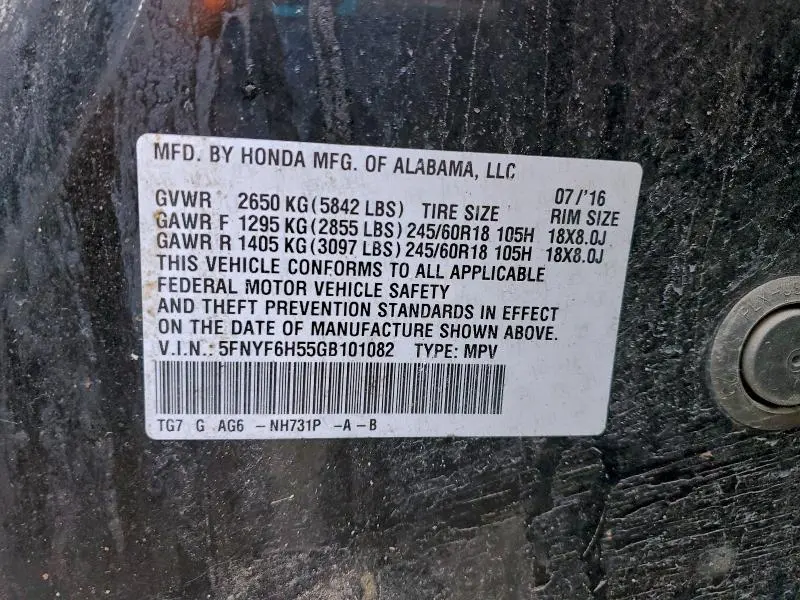 MFD. BY HONDA MFG. OF ALABAMA, LLC
07 /'16
GVWR 2650 KG (5842 LBS) TIRE SIZE RIM SIZE
GAWR F 1295 KG (2855 LBS) 245/60R18 105H 18X8.0J
GAWR R 1405 KG (3097 LBS) 245/60R18 105H 18X8.0J
THIS VEHICLE CONFORMS TO ALL APPLICABLE
FEDERAL MOTOR VEHICLE SAFETY
AND THEFT PREVENTION STANDARDS IN EFFECT
ON THE DATE OF MANUFACTURE SHOWN ABOVE.
V.I.N.: 5FNYF6H55GB101082 TYPE: MPV
TG7 G AG6 - NH731P - A - B